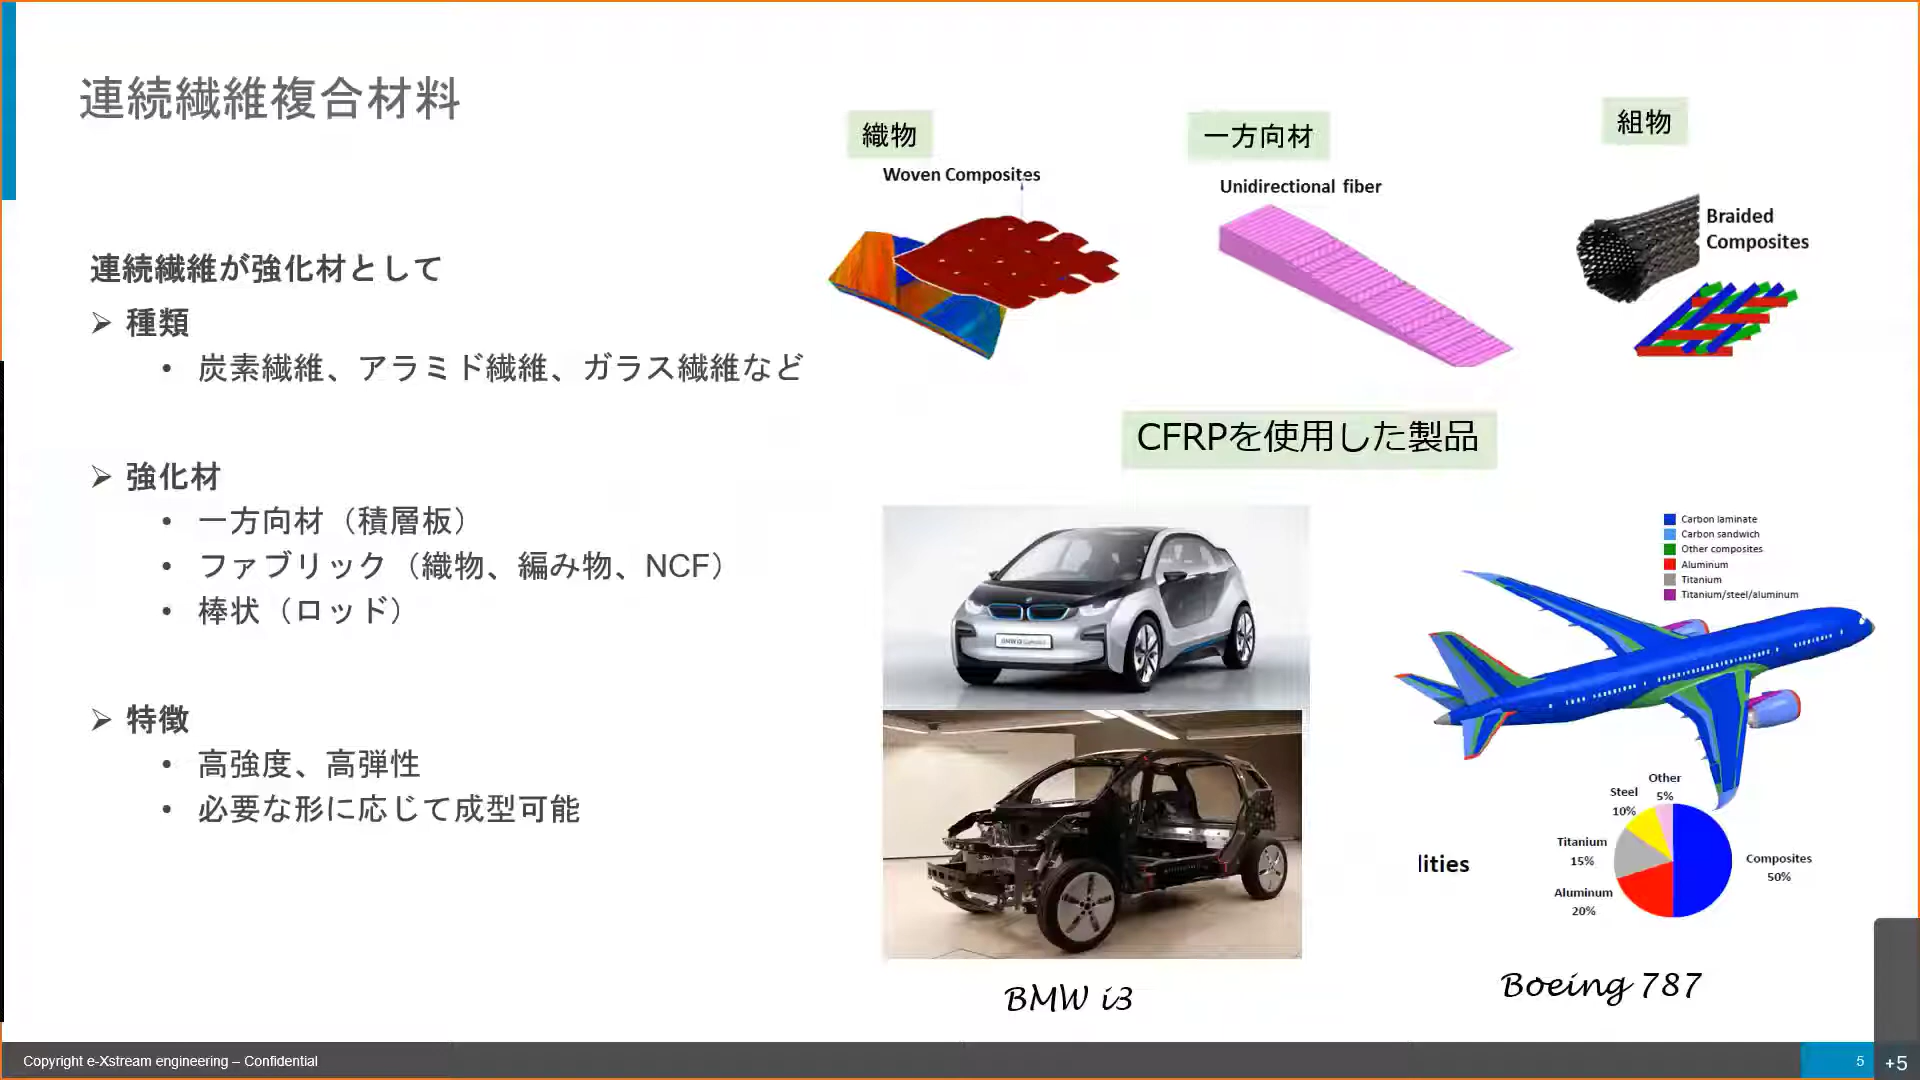 連続繊維複合材料
連続繊維が強化材として
➢ 種類
• 炭素繊維、アラミド繊維、ガラス繊維など
➢ 強化材
• 一方向材（積層板）
• ファブリック（織物、編み物、NCF）
• 棒状（ロッド）
➢ 特徴
• 高強度、高弾性
• 必要な形に応じて成型可能
織物
Woven Composites
一方向材
Unidirectional fiber
組物
Braided
Composites
CFRPを使用した製品
BMW i3
Carbon laminate
Carbon sandwich
Other composites
Aluminum
Titanium
Titanium/steel/aluminum
Other
5%
Steel
10%
Titanium
15%
Aluminum
20%
Composites
50%
lities
Boeing 787
Copyright e-Xstream engineering – Confidential
5
+5